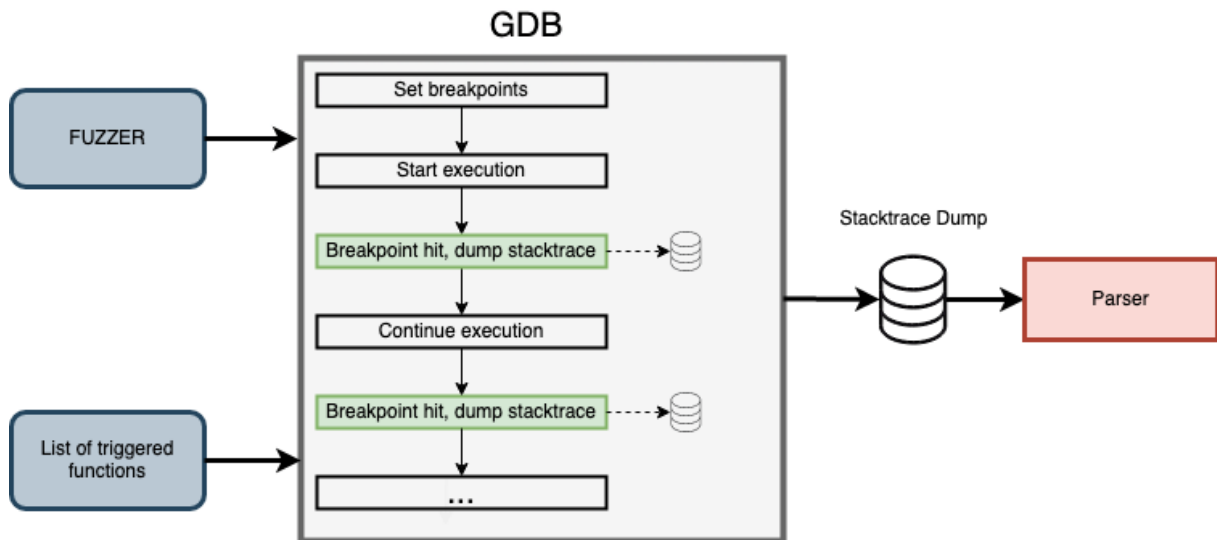 GDB
Set breakpoints
FUZZER
Start execution
Stacktrace Dump
Breakpoint hit, dump stacktrace
Parser
Continue execution
Breakpoint hit, dump stacktrace
List of triggered
functions
...